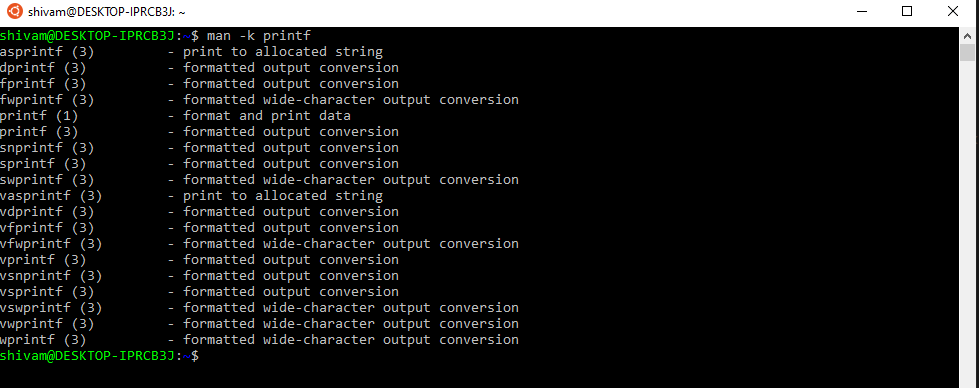 shivam@DESKTOP-IPRCB3J: ~
shivam@DESKTOP-IPRCB3J:~$ man -k printf
asprintf (3)         - print to allocated string
dprintf (3)          - formatted output conversion
fprintf (3)          - formatted output conversion
fwprintf (3)         - formatted wide-character output conversion
printf (1)           - format and print data
printf (3)           - formatted output conversion
snprintf (3)         - formatted output conversion
sprintf (3)          - formatted output conversion
swprintf (3)         - formatted wide-character output conversion
vasprintf (3)        - print to allocated string
vdprintf (3)         - formatted output conversion
vfprintf (3)         - formatted output conversion
vfwprintf (3)        - formatted wide-character output conversion
vprintf (3)          - formatted output conversion
vsnprintf (3)        - formatted output conversion
vsprintf (3)         - formatted output conversion
vswprintf (3)        - formatted wide-character output conversion
vwprintf (3)         - formatted wide-character output conversion
wprintf (3)          - formatted wide-character output conversion
shivam@DESKTOP-IPRCB3J:~$